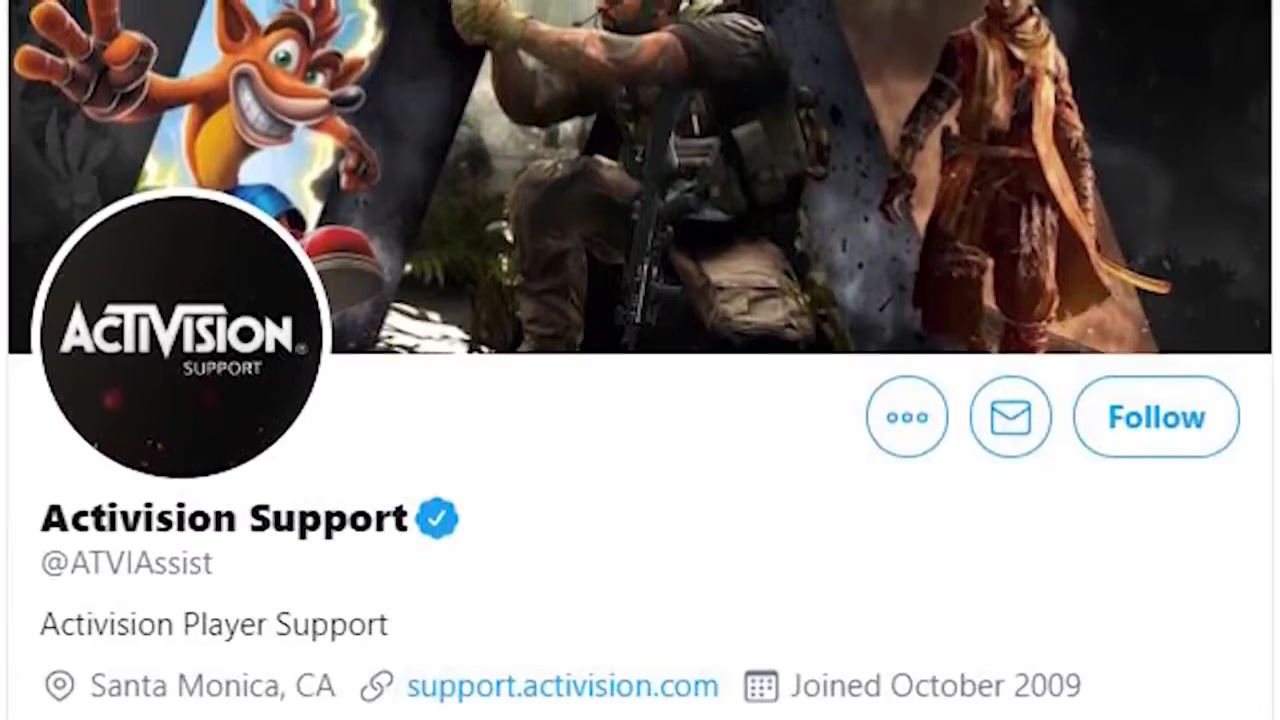 ACTIVISION®
SUPPORT
Follow
Activision Support
@ATVIAssist
Activision Player Support
Santa Monica, CA support.activision.com Joined October 2009